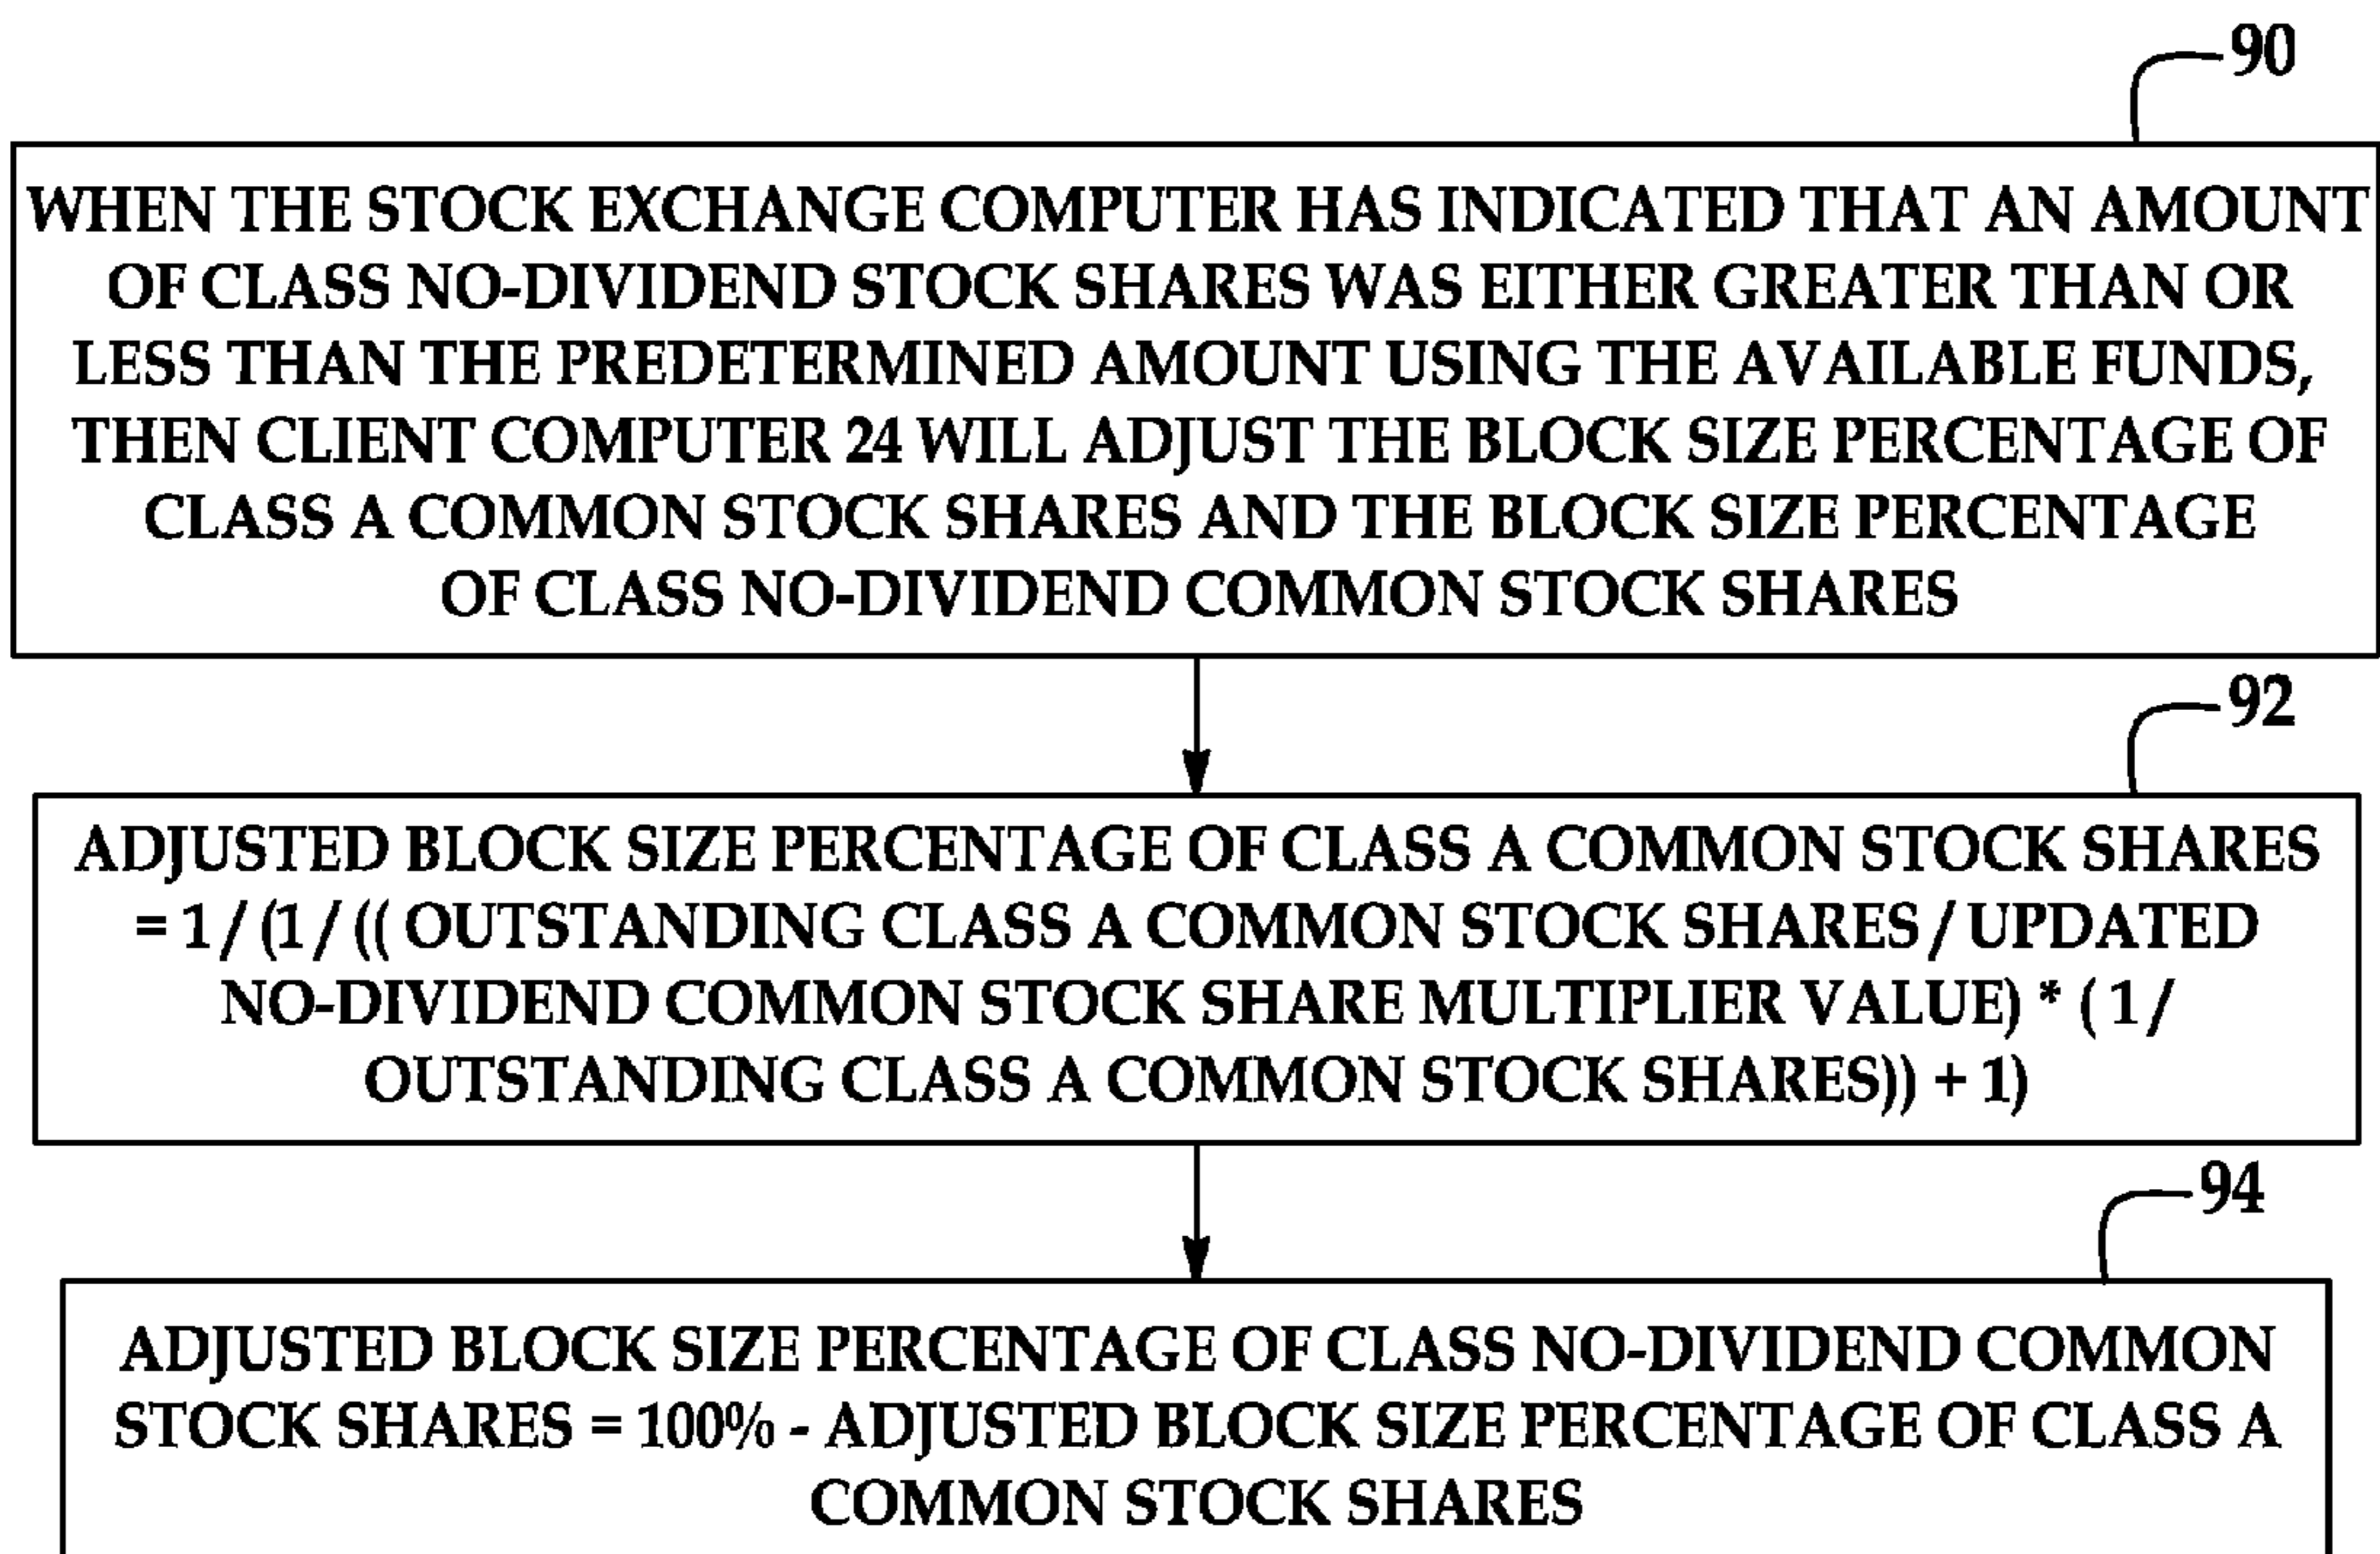 90
WHEN THE STOCK EXCHANGE COMPUTER HAS INDICATED THAT AN AMOUNT
OF CLASS NO-DIVIDEND STOCK SHARES WAS EITHER GREATER THAN OR
LESS THAN THE PREDETERMINED AMOUNT USING THE AVAILABLE FUNDS,
THEN CLIENT COMPUTER 24 WILL ADJUST THE BLOCK SIZE PERCENTAGE OF
CLASS A COMMON STOCK SHARES AND THE BLOCK SIZE PERCENTAGE
OF CLASS NO-DIVIDEND COMMON STOCK SHARES
92
ADJUSTED BLOCK SIZE PERCENTAGE OF CLASS A COMMON STOCK SHARES
= 1 / (1 / (( OUTSTANDING CLASS A COMMON STOCK SHARES / UPDATED
NO-DIVIDEND COMMON STOCK SHARE MULTIPLIER VALUE) * ( 1 /
OUTSTANDING CLASS A COMMON STOCK SHARES)) + 1)
94
ADJUSTED BLOCK SIZE PERCENTAGE OF CLASS NO-DIVIDEND COMMON
STOCK SHARES = 100% - ADJUSTED BLOCK SIZE PERCENTAGE OF CLASS A
COMMON STOCK SHARES